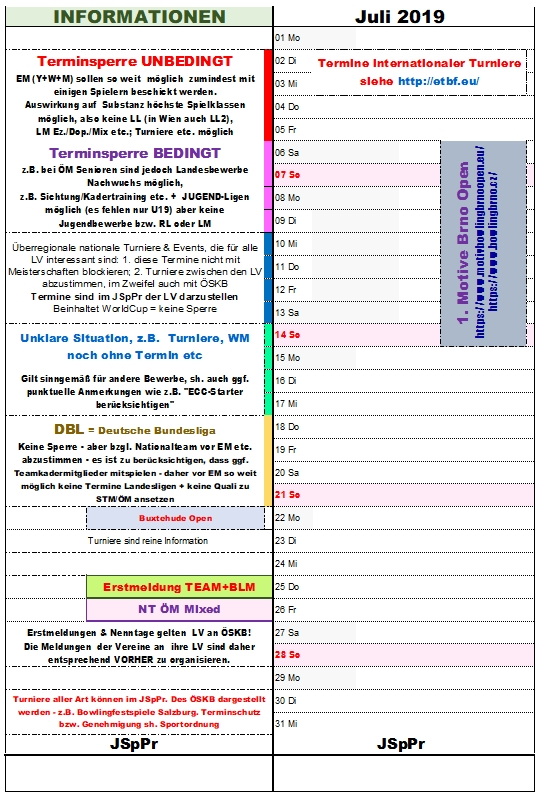 INFORMATIONEN
Terminsperre UNBEDINGT
EM (Y+W+M) sollen so weit möglich zumindest mit
einigen Spielern beschickt werden.
Auswirkung auf Substanz höchste Spielklassen
möglich, also keine LL (in Wien auch LL2),
LM Ez./Dop./Mix etc.; Turniere etc. möglich
Terminsperre BEDINGT
z.B. bei ÖM Senioren sind jedoch Landesbewerbe
Nachwuchs möglich,
z.B. Sichtung/Kadertraining etc. + JUGEND-Ligen
möglich (es fehlen nur U19) aber keine
Jugendbewerbe bzw. RL oder LM
Überregionale nationale Turniere & Events, die für alle
LV interessant sind: 1. diese Termine nicht mit
Meisterschaften blockieren; 2. Turniere zwischen den LV
abzustimmen, im Zweifel auch mit ÖSKB
Termine sind im JSpPr der LV darzustellen
Beinhaltet WorldCup = keine Sperre
Unklare Situation, z.B. Turniere, WM
noch ohne Termin etc
Gilt sinngemäß für andere Bewerbe, sh. auch ggf.
punktuelle Anmerkungen wie z.B. "ECC-Starter
berücksichtigen"
DBL = Deutsche Bundesliga
Keine Sperre - aber bzgl. Nationalteam vor EM etc.
abzustimmen - es ist zu berücksichtigen, dass ggf.
Teamkadermitglieder mitspielen - daher vor EM so weit
möglich keine Termine Landesligen + keine Quali zu
STM/ÖM ansetzen
Buxtehude Open
Turniere sind reine Information
Erstmeldung TEAM+BLM
NT ÖM Mixed
Erstmeldungen & Nenntage gelten LV an ÖSKB!
Die Meldungen der Vereine an ihre LV sind daher
entsprechend VORHER zu organisieren.
Turniere aller Art können im JSpPr. Des ÖSKB dargestellt
werden - z.B. Bowlingfestspiele Salzburg. Terminschutz
bzw. Genehmigung sh. Sportordnung
JSpPr
Juli 2019
01 Mo
02 Di
03 Mi
Termine Internationaler Turniere
siehe http://etbf.eu/
04 Do
05 Fr
06 Sa
07 So
08 Mo
09 Di
10 Mi
11 Do
12 Fr
13 Sa
14 So
1. Motive Brno Open
https://www.motivbowlingbrnoopen.eu/
https://www.bowlingbrno.cz/
15 Mo
16 Di
17 Mi
18 Do
19 Fr
20 Sa
21 So
22 Mo
23 Di
24 Mi
25 Do
26 Fr
27 Sa
28 So
29 Mo
30 Di
31 Mi
JSpPr